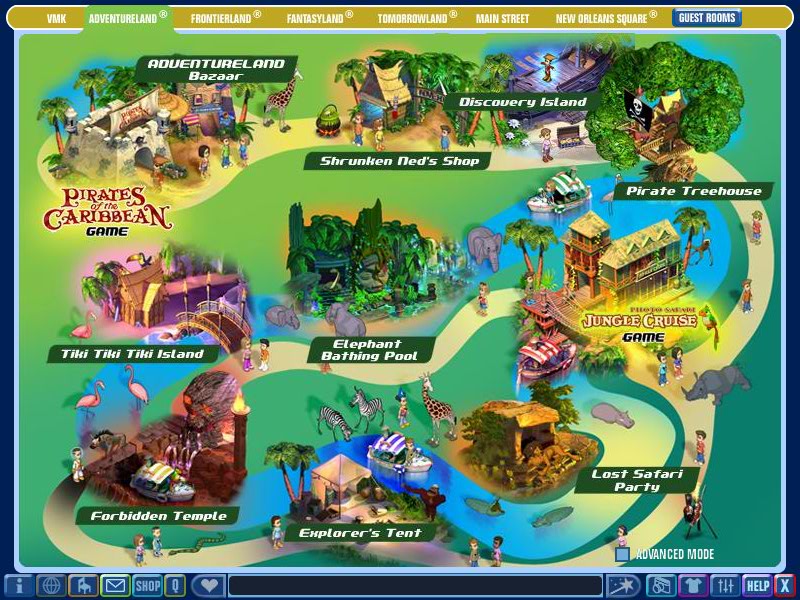 VMK ADVENTURELAND® FRONTIERLAND® FANTASYLAND® TOMORROWLAND® MAIN STREET NEW ORLEANS SQUARE® GUEST ROOMS
ADVENTURELAND
Bazaar
Discovery Island
Shrunken Ned's Shop
Pirate Treehouse
PIRATES
of the
CARIBBEAN
GAME
PHOTO SAFARI
JUNGLE CRUISE
GAME
Tiki Tiki Tiki Island
Elephant
Bathing Pool
Lost Safari
Party
Forbidden Temple
Explorer's Tent
ADVANCED MODE
i SHOP Q HELP X